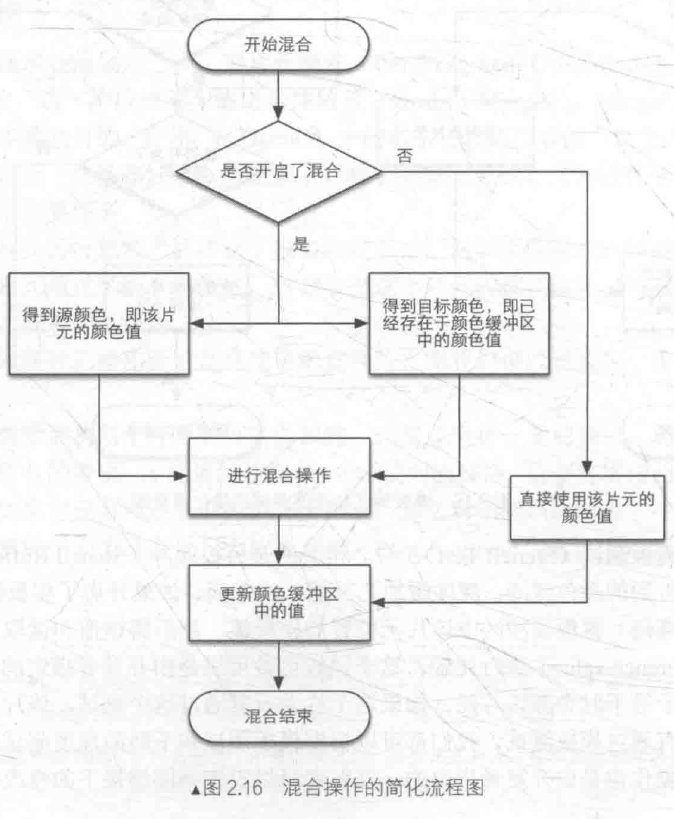 开始混合
是否开启了混合
否
是
得到源颜色，即该片
元的颜色值
得到目标颜色，即已
经存在于颜色缓冲区
中的颜色值
进行混合操作
直接使用该片元的
颜色值
更新颜色缓冲区
中的值
混合结束
▲图 2.16 混合操作的简化流程图